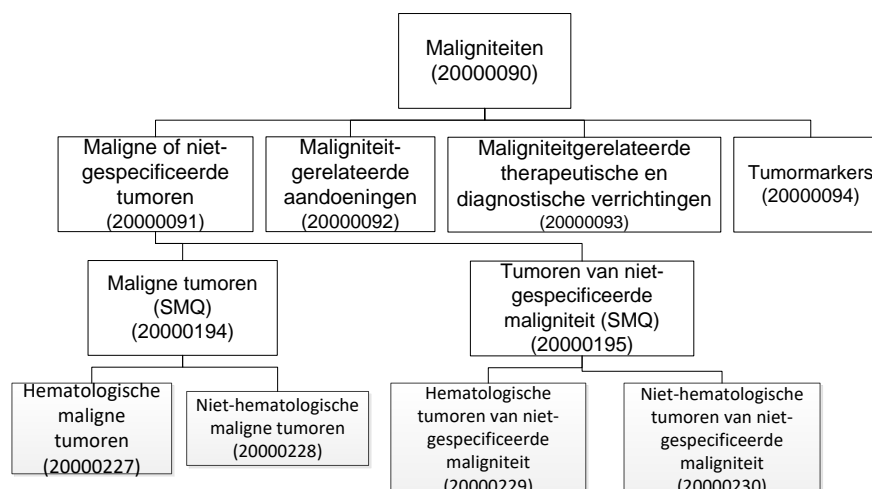 Maligniteiten
(20000090)
Maligne of niet-
gespecificeerde
tumoren
(20000091)
Maligniteit-
gerelateerde
aandoeningen
(20000092)
Maligniteitgerelateerde
therapeutische en
diagnostische verrichtingen
(20000093)
Tumormarkers
(20000094)
Maligne tumoren
(SMQ)
(20000194)
Tumoren van niet-
gespecificeerde
maligniteit (SMQ)
(20000195)
Hematologische
maligne
tumoren
(20000227)
Niet-hematologische
maligne tumoren
(20000228)
Hematologische
tumoren van niet-
gespecificeerde
maligniteit
(20000229)
Niet-hematologische
tumoren van niet-
gespecificeerde
maligniteit
(20000230)